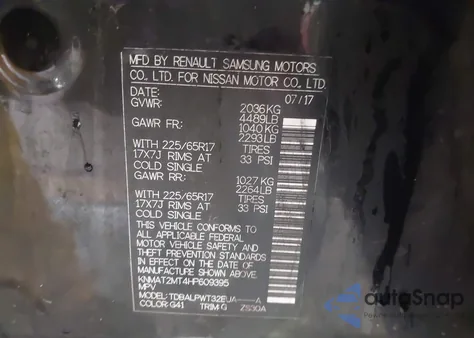 MFD BY RENAULT SAMSUNG MOTORS
CO., LTD. FOR NISSAN MOTOR CO., LTD.
DATE: 07/17
GVWR: 2036KG
4489LB
GAWR FR: 1040KG
2293LB
WITH 225/65R17 TIRES
17X7J RIMS AT 33 PSI
COLD SINGLE
GAWR RR: 1027 KG
2264LB
WITH 225/65R17 TIRES
17X7J RIMS AT 33 PSI
COLD SINGLE
THIS VEHICLE CONFORMS TO
ALL APPLICABLE FEDERAL
MOTOR VEHICLE SAFETY AND
THEFT PREVENTION STANDARDS
IN EFFECT ON THE DATE OF
MANUFACTURE SHOWN ABOVE
KNMAT2MT4HP609395
MPV
MODEL: TDBALPWT32EUA----A
COLOR: G41 TRIM: G ZS30A
autoSnap